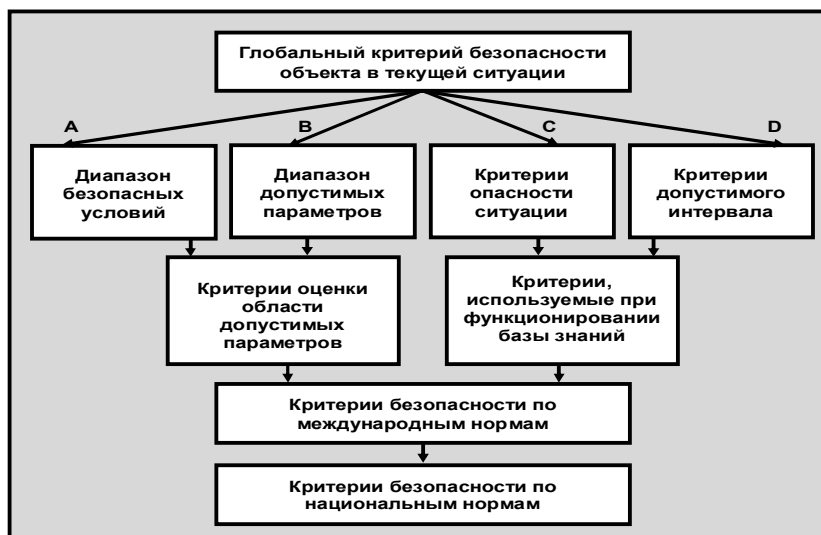 Глобальный критерий безопасности
объекта в текущей ситуации
A
B
C
D
Диапазон
безопасных
условий
Диапазон
допустимых
параметров
Критерии
опасности
ситуации
Критерии
допустимого
интервала
Критерии оценки
области
допустимых
параметров
Критерии,
используемые при
функционировании
базы знаний
Критерии безопасности по
международным нормам
Критерии безопасности по
национальным нормам